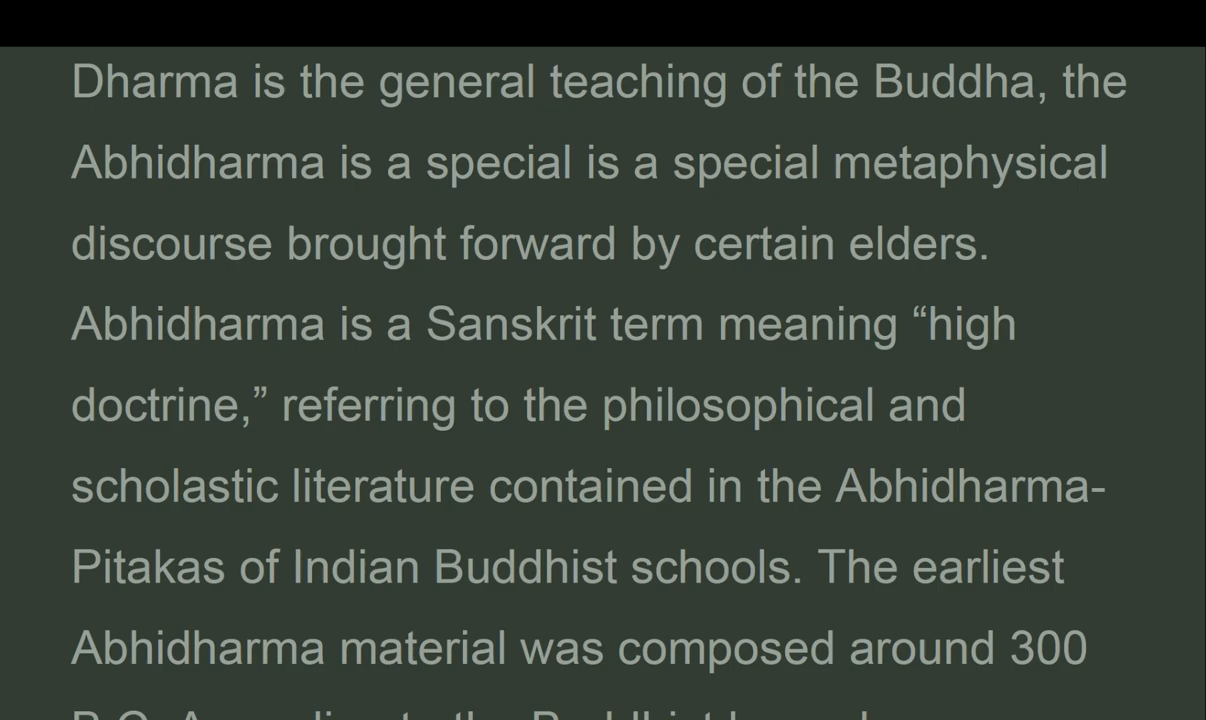 Dharma is the general teaching of the Buddha, the
Abhidharma is a special is a special metaphysical
discourse brought forward by certain elders.
Abhidharma is a Sanskrit term meaning “high
doctrine,” referring to the philosophical and
scholastic literature contained in the Abhidharma-
Pitakas of Indian Buddhist schools. The earliest
Abhidharma material was composed around 300